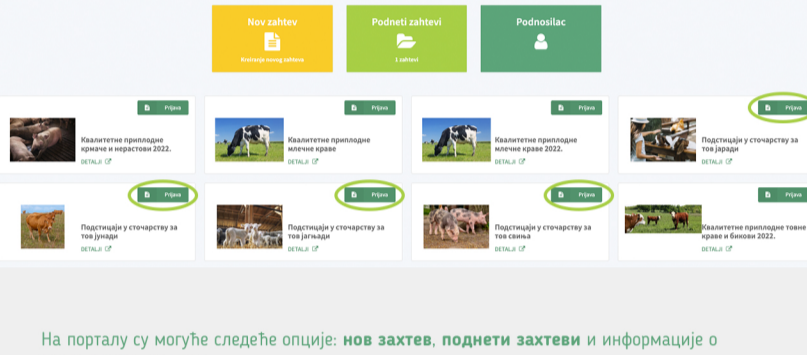 Nov zahtev
Podneti zahtevi
Podnosilac
Kreiranje novog zahteva
1 zahtevi
Prijava
Prijava
Prijava
Prijava
Квалитетне приплодне
крмаче и нерастови 2022.
DETALJI
Квалитетне приплодне
млечне краве
DETALJI
Квалитетне приплодне
млечне краве 2022.
DETALJI
Подстицаји у сточарству за
тов јаради
DETALJI
Prijava
Prijava
Prijava
Prijava
Подстицаји у сточарству за
тов јунади
DETALJI
Подстицаји у сточарству за
тов јагњади
DETALJI
Подстицаји у сточарству за
тов свиња
DETALJI
Квалитетне приплодне товне
краве и бикови 2022.
DETALJI
На порталу су могуће следеће опције: нов захтев, поднети захтеви и информације о